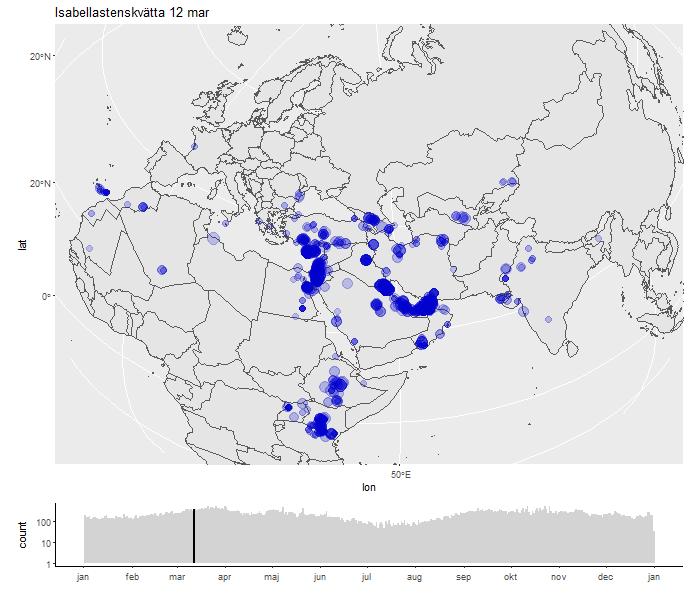 Isabellastenskvätta 12 mar
20°N
20°N
0°
lat
50°E
lon
count
100
10
1
jan feb mar apr maj jun jul aug sep okt nov dec jan